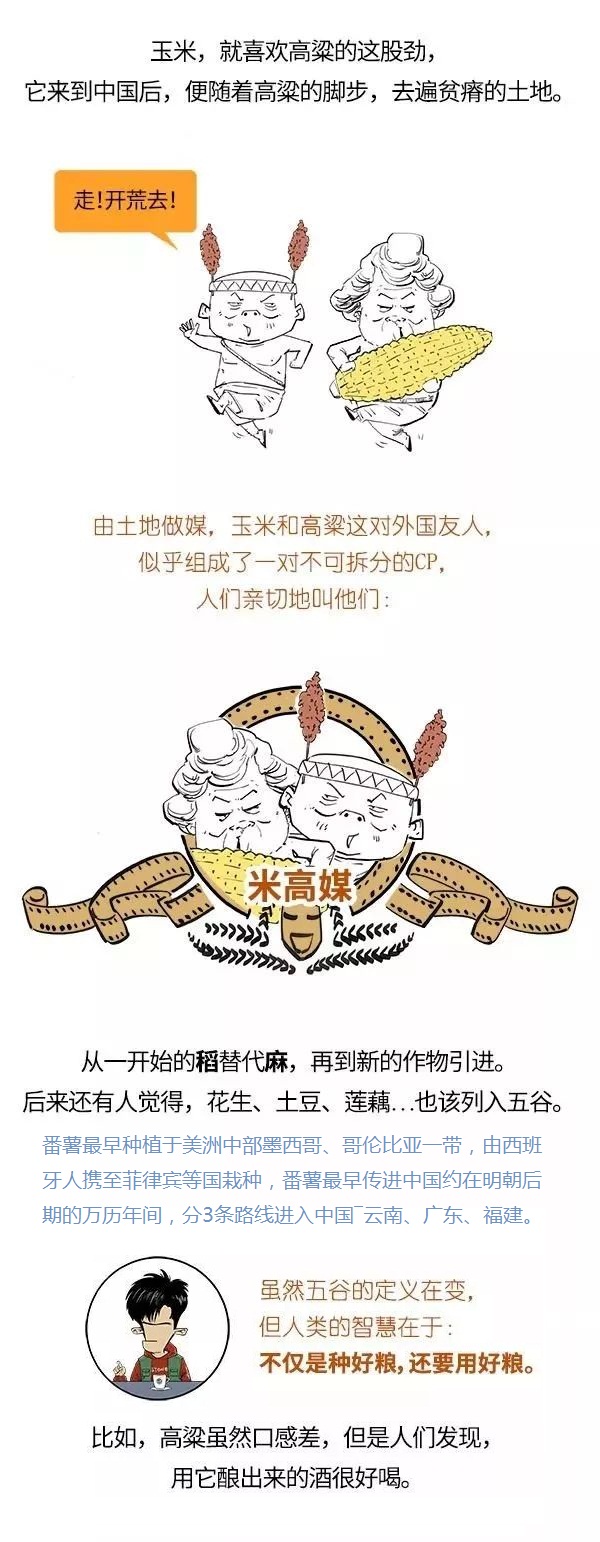 玉米，就喜欢高粱的这股劲，
它来到中国后，便随着高粱的脚步，去遍贫瘠的土地。
走！开荒去！
由土地做媒，玉米和高粱这对外国友人，
似乎组成了一对不可拆分的CP，
人们亲切地叫他们：
米高媒
从一开始的稻替代麻，再到新的作物引进。
后来还有人觉得，花生、土豆、莲藕…也该列入五谷。
番薯最早种植于美洲中部墨西哥、哥伦比亚一带，由西班
牙人携至菲律宾等国栽种，番薯最早传进中国约在明朝后
期的万历年间，分3条路线进入中国‾云南、广东、福建。
虽然五谷的定义在变，
但人类的智慧在于：
不仅是种好粮，还要用好粮。
比如，高粱虽然口感差，但是人们发现，
用它酿出来的酒很好喝。